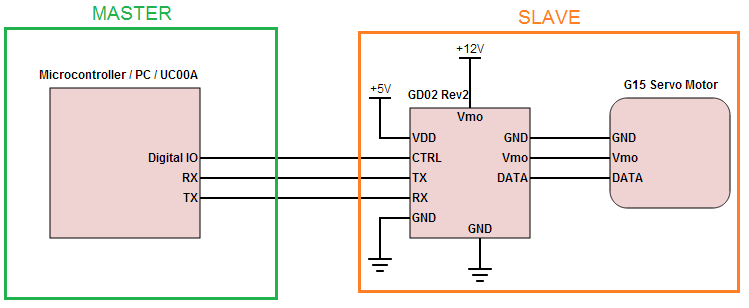 MASTER
SLAVE
+12V
Microcontroller / PC / UC00A
G15 Servo Motor
+5V
GD02 Rev2
Vmo
VDD
GND
GND
Digital IO
CTRL
Vmo
Vmo
RX
TX
DATA
DATA
TX
RX
GND
GND